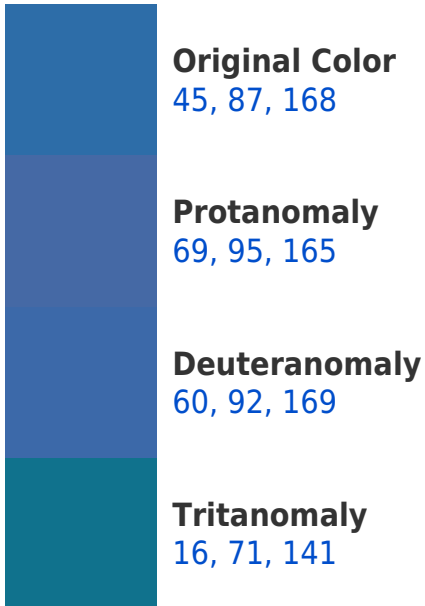 Original Color
45, 87, 168
Protanomaly
69, 95, 165
Deuteranomaly
60, 92, 169
Tritanomaly
16, 71, 141